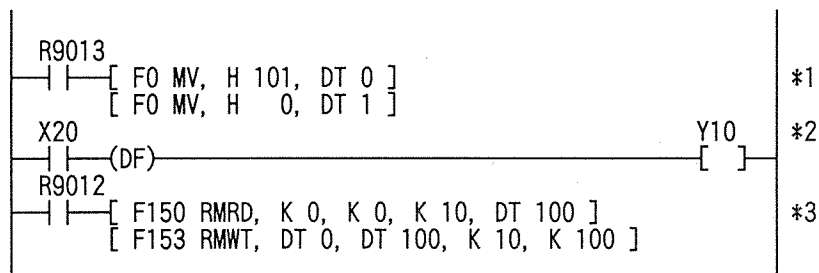 R9013
[ F0 MV, H 101, DT 0 ] *1
[ F0 MV, H 0, DT 1 ]
X20 Y10 *2
(DF) [ ]
R9012
[ F150 RMRD, K 0, K 0, K 10, DT 100 ] *3
[ F153 RMWT, DT 0, DT 100, K 10, K 100 ]